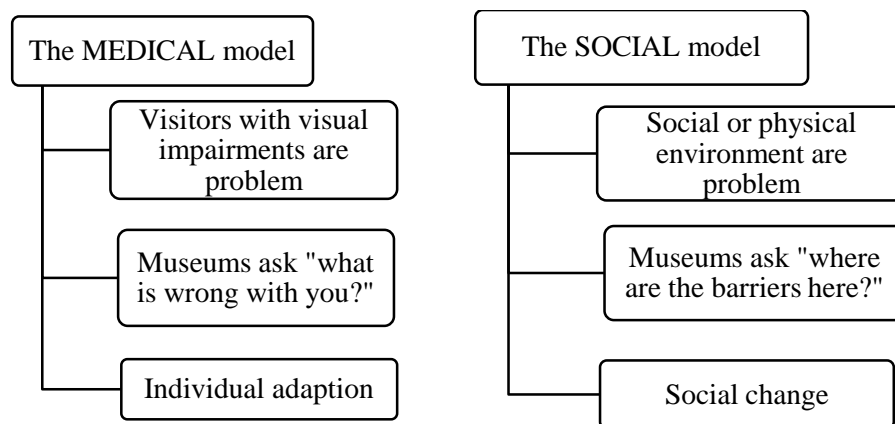 The MEDICAL model
Visitors with visual
impairments are
problem
Museums ask "what
is wrong with you?"
Individual adaption
The SOCIAL model
Social or physical
environment are
problem
Museums ask "where
are the barriers here?"
Social change